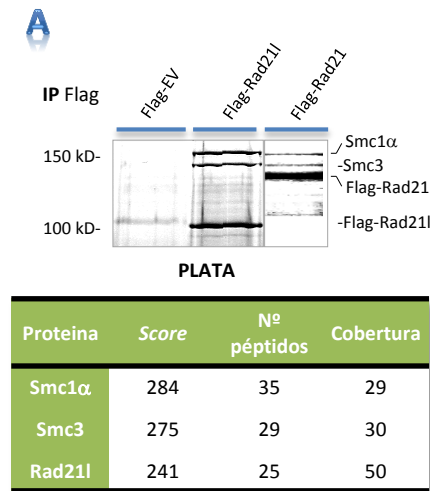 A
IP Flag
Flag-EV
Flag-Rad21l
Flag-Rad21
150 kD-
100 kD-
Smc1α
-Smc3
Flag-Rad21
-Flag-Rad21l
PLATA
Proteina Score Nº péptidos Cobertura
Smc1α 284 35 29
Smc3 275 29 30
Rad21l 241 25 50